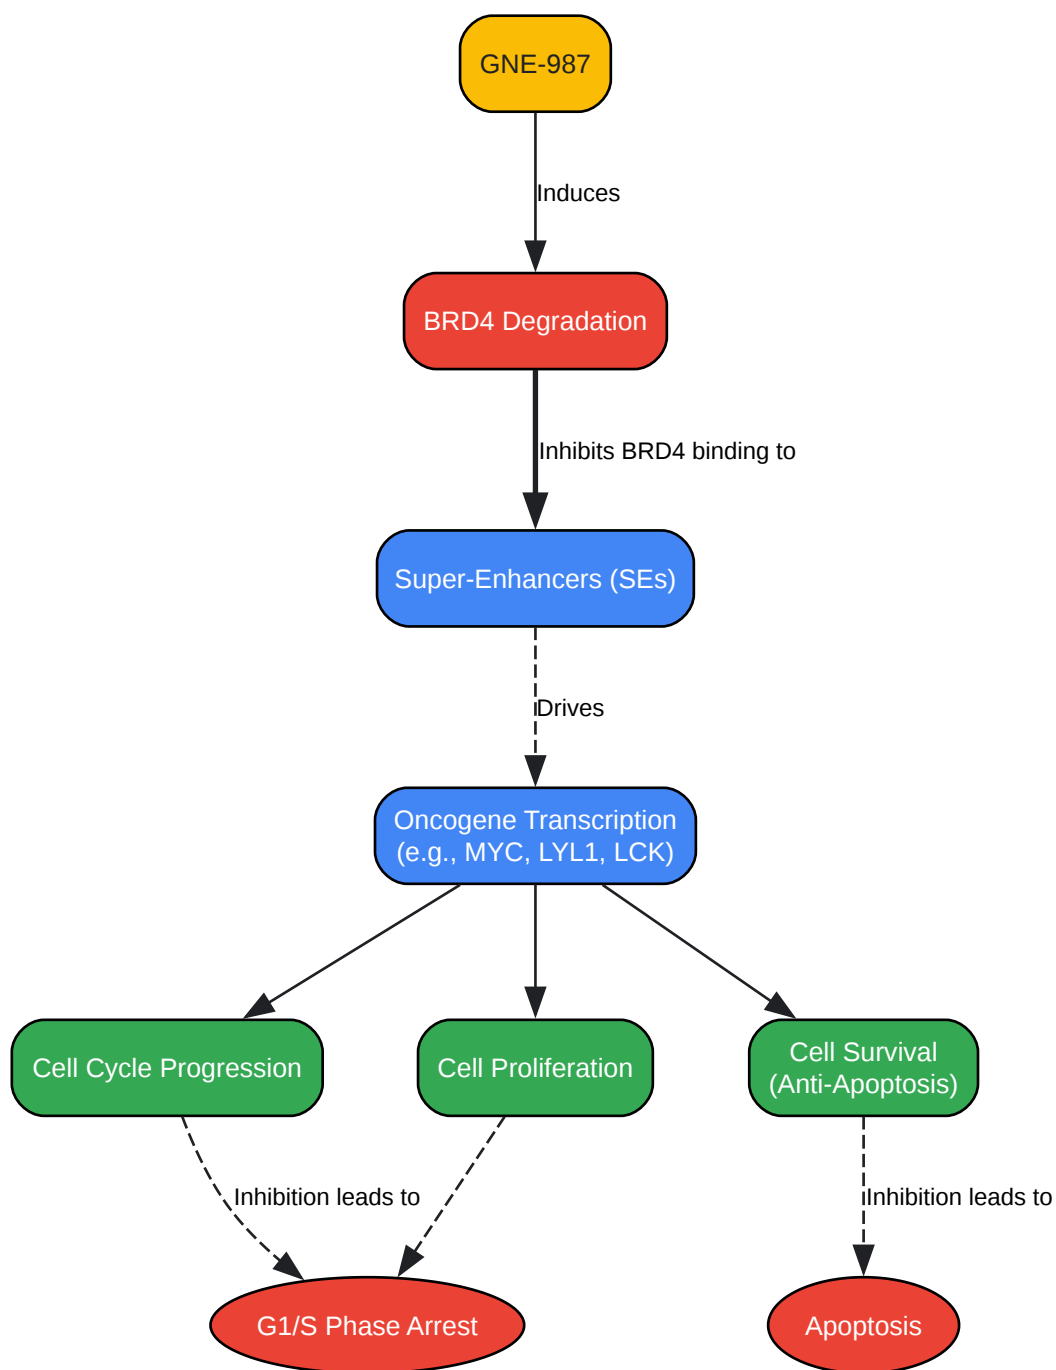 GNE-987
Induces
BRD4 Degradation
Inhibits BRD4 binding to
Super-Enhancers (SEs)
Drives
Oncogene Transcription
(e.g., MYC, LYL1, LCK)
Cell Cycle Progression
Cell Proliferation
Cell Survival
(Anti-Apoptosis)
Inhibition leads to
Inhibition leads to
G1/S Phase Arrest
Apoptosis